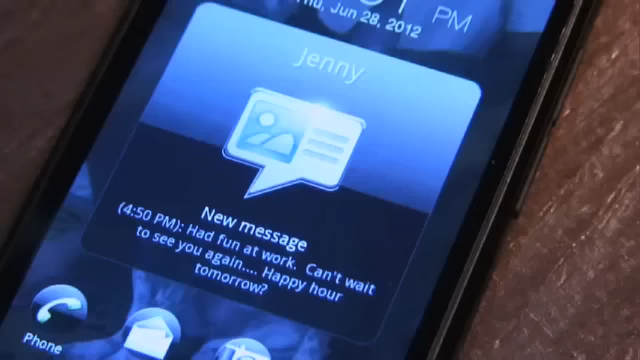 PM
Thu, Jun 28, 2012
Jenny
New message
(4:50 PM): Had fun at work. Can't wait
to see you again.... Happy hour
tomorrow?
Phone